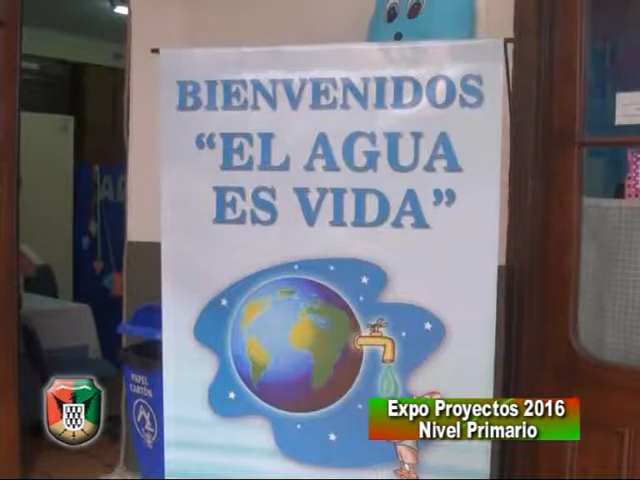 BIENVENIDOS
“EL AGUA
ES VIDA”
PAPEL
CARTÓN
Expo Proyectos 2016
Nivel Primario